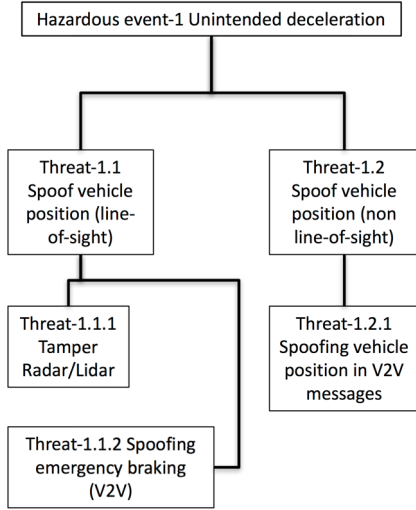 Hazardous event-1 Unintended deceleration
Threat-1.1
Spoof vehicle
position (line-
of-sight)
Threat-1.2
Spoof vehicle
position (non
line-of-sight)
Threat-1.1.1
Tamper
Radar/Lidar
Threat-1.2.1
Spoofing vehicle
position in V2V
messages
Threat-1.1.2 Spoofing
emergency braking
(V2V)